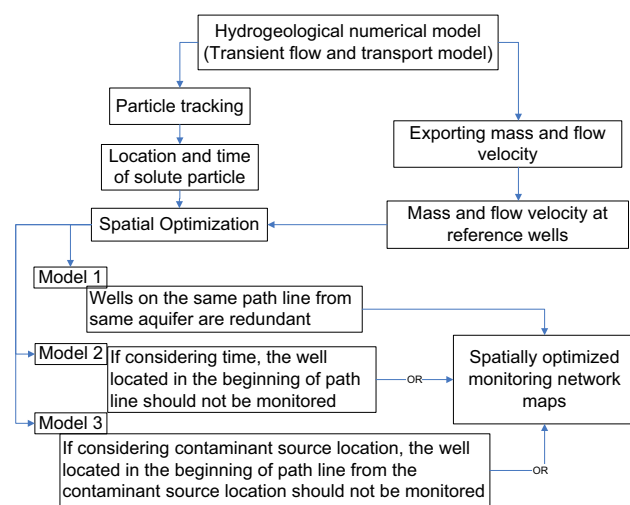 Hydrogeological numerical model
(Transient flow and transport model)
Particle tracking
Exporting mass and flow
velocity
Location and time
of solute particle
Spatial Optimization
Mass and flow velocity at
reference wells
Model 1
Wells on the same path line from
same aquifer are redundant
Model 2
If considering time, the well
located in the beginning of path
line should not be monitored
OR
Spatially optimized
monitoring network
maps
Model 3
If considering contaminant source location, the well
located in the beginning of path line from the
contaminant source location should not be monitored
OR